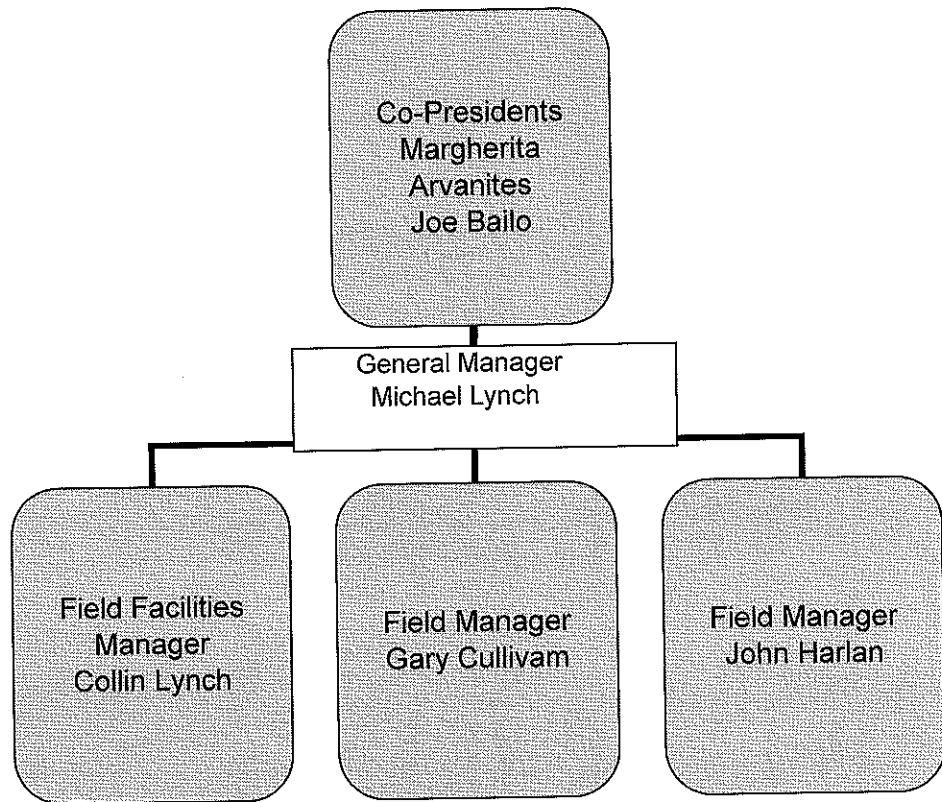 Co-Presidents
Margherita
Arvanites
Joe Bailo
General Manager
Michael Lynch
Field Facilities
Manager
Collin Lynch
Field Manager
Gary Cullivam
Field Manager
John Harlan